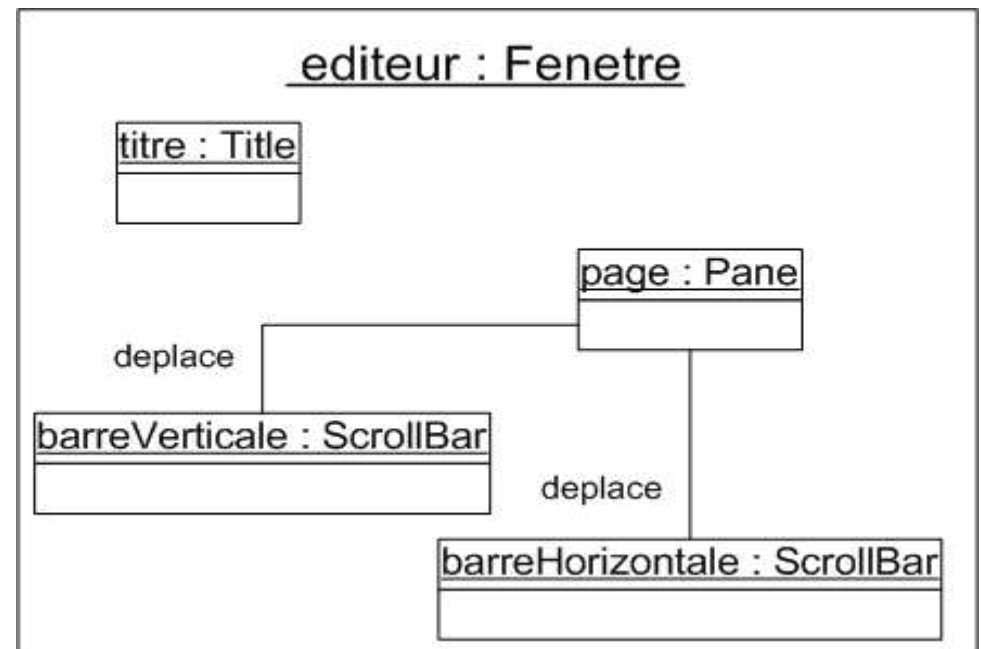 editeur : Fenetre
titre : Title
page : Pane
deplace
barreVerticale : ScrollBar
deplace
barreHorizontale : ScrollBar